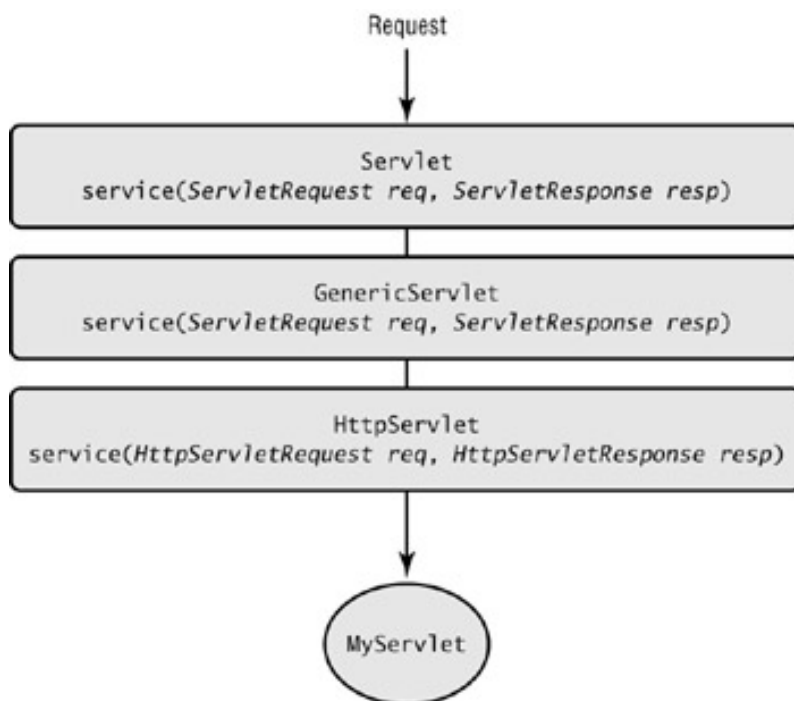 Request
Servlet
service(ServletRequest req, ServletResponse resp)
GenericServlet
service(ServletRequest req, ServletResponse resp)
HttpServlet
service(HttpServletRequest req, HttpServletResponse resp)
MyServlet